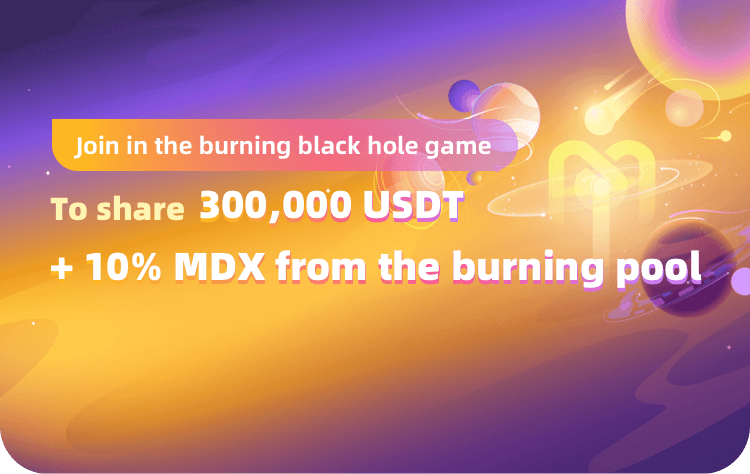 Join in the burning black hole game
To share 300,000 USDT
+ 10% MDX from the burning pool